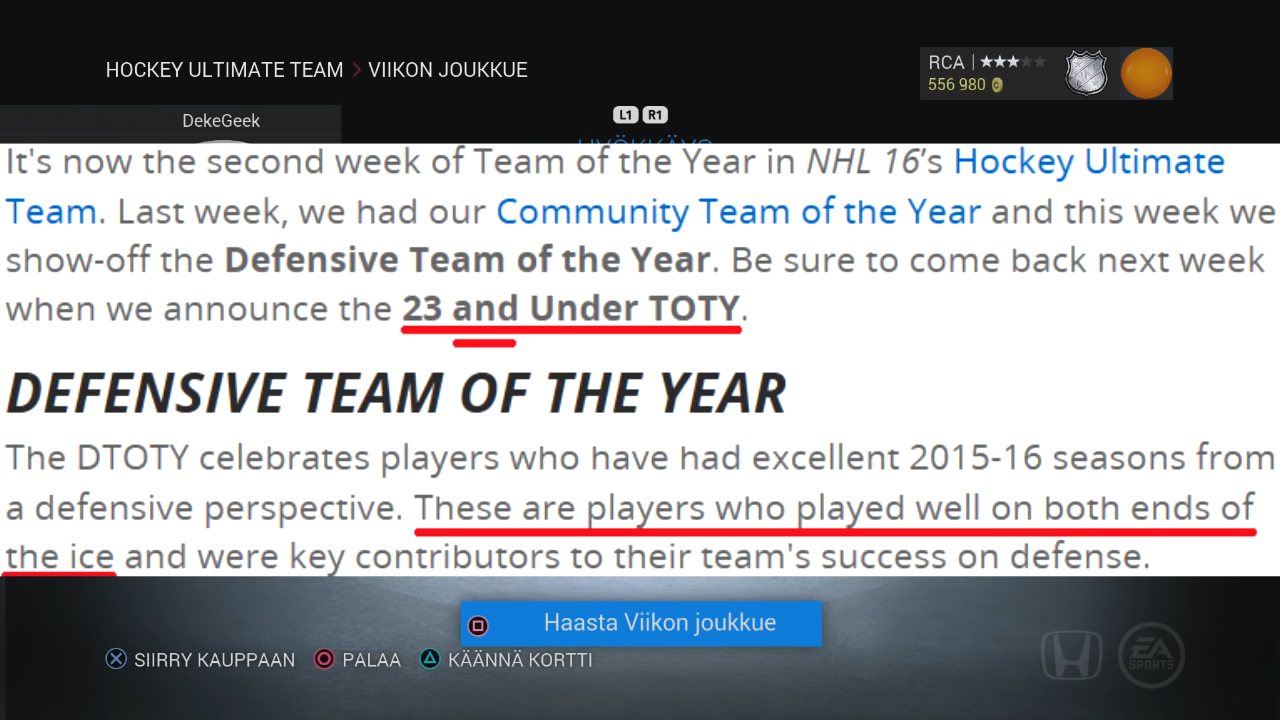 HOCKEY ULTIMATE TEAM > VIIKON JOUKKUE
RCA | ★★★★★
556 980
DekeGeek
L1 R1
HYÖKKÄYS
It's now the second week of Team of the Year in NHL 16's Hockey Ultimate
Team. Last week, we had our Community Team of the Year and this week we
show-off the Defensive Team of the Year. Be sure to come back next week
when we announce the 23 and Under TOTY.
DEFENSIVE TEAM OF THE YEAR
The DTOTY celebrates players who have had excellent 2015-16 seasons from
a defensive perspective. These are players who played well on both ends of
the ice and were key contributors to their team's success on defense.
Haasta Viikon joukkue
SIIRRY KAUPPAAN PALAA KÄÄNNÄ KORTTI
EA SPORTS